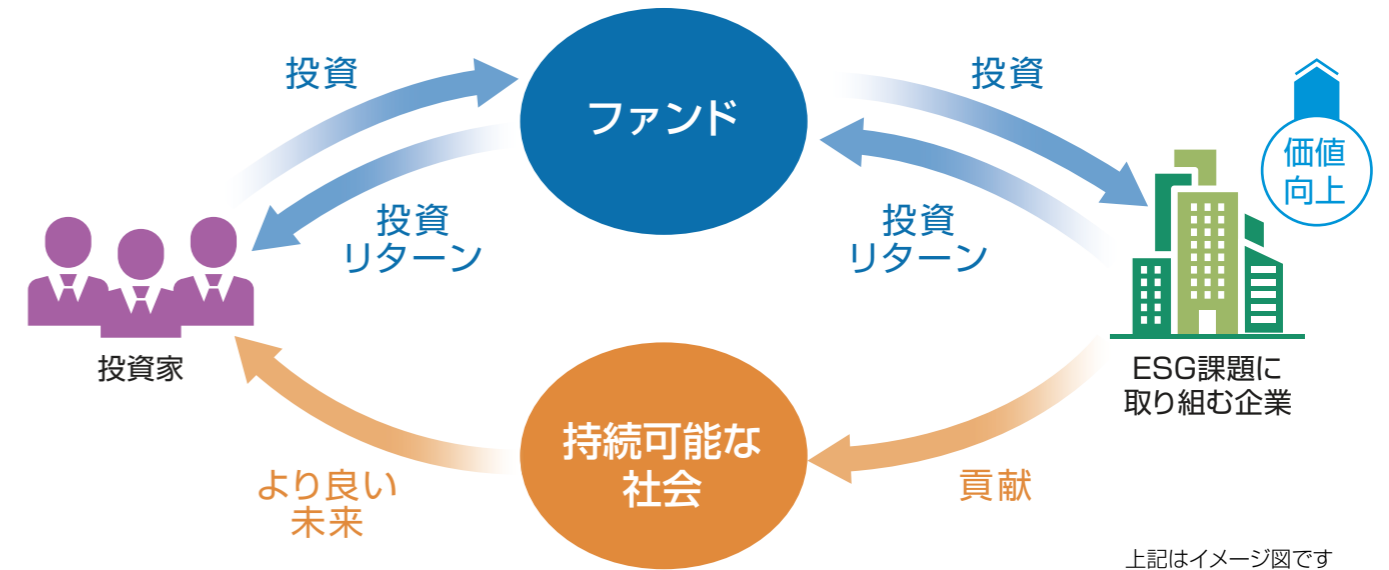 投資
ファンド
投資
価値
向上
投資
リターン
投資
リターン
投資家
ESG課題に
取り組む企業
持続可能な
社会
より良い
未来
貢献
上記はイメージ図です